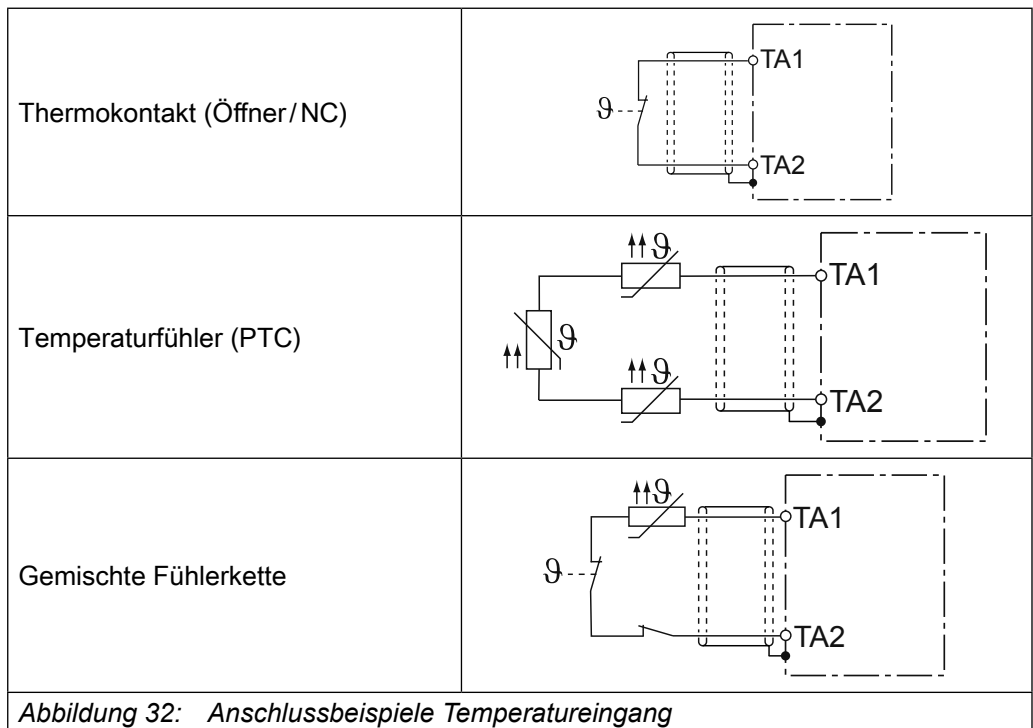 Thermokontakt (Öffner/NC)
ϑ
TA1
TA2
Temperaturfühler (PTC)
ϑ
TA1
ϑ
ϑ
TA2
Gemischte Fühlerkette
ϑ
TA1
ϑ
TA2
Abbildung 32: Anschlussbeispiele Temperatureingang